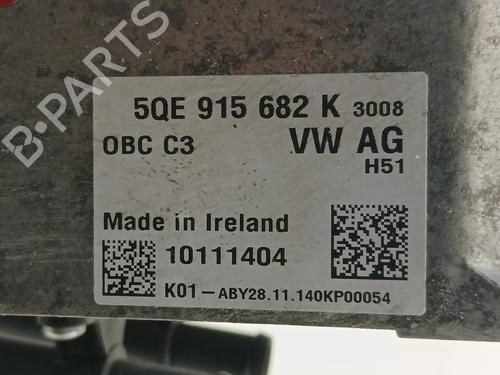 B-PARTS
5QE 915 682 K 3008
OBC C3 VW AG
H51
Made in Ireland
10111404
K01-ABY28.11.140KP00054